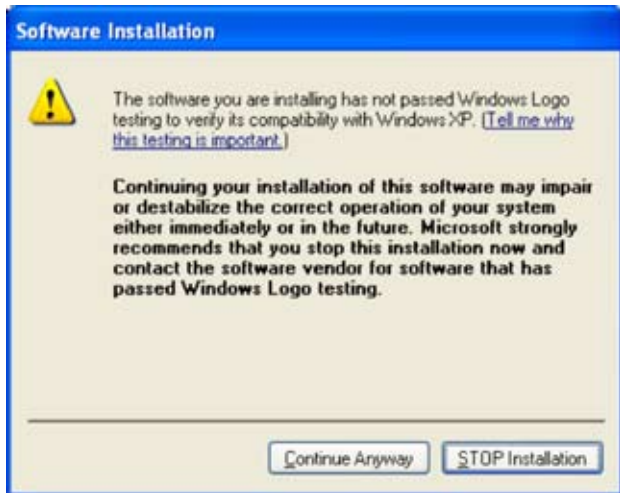 Software Installation
The software you are installing has not passed Windows Logo
testing to verify its compatibility with Windows XP. (Tell me why
this testing is important.)
Continuing your installation of this software may impair
or destabilize the correct operation of your system
either immediately or in the future. Microsoft strongly
recommends that you stop this installation now and
contact the software vendor for software that has
passed Windows Logo testing.
Continue Anyway STOP Installation